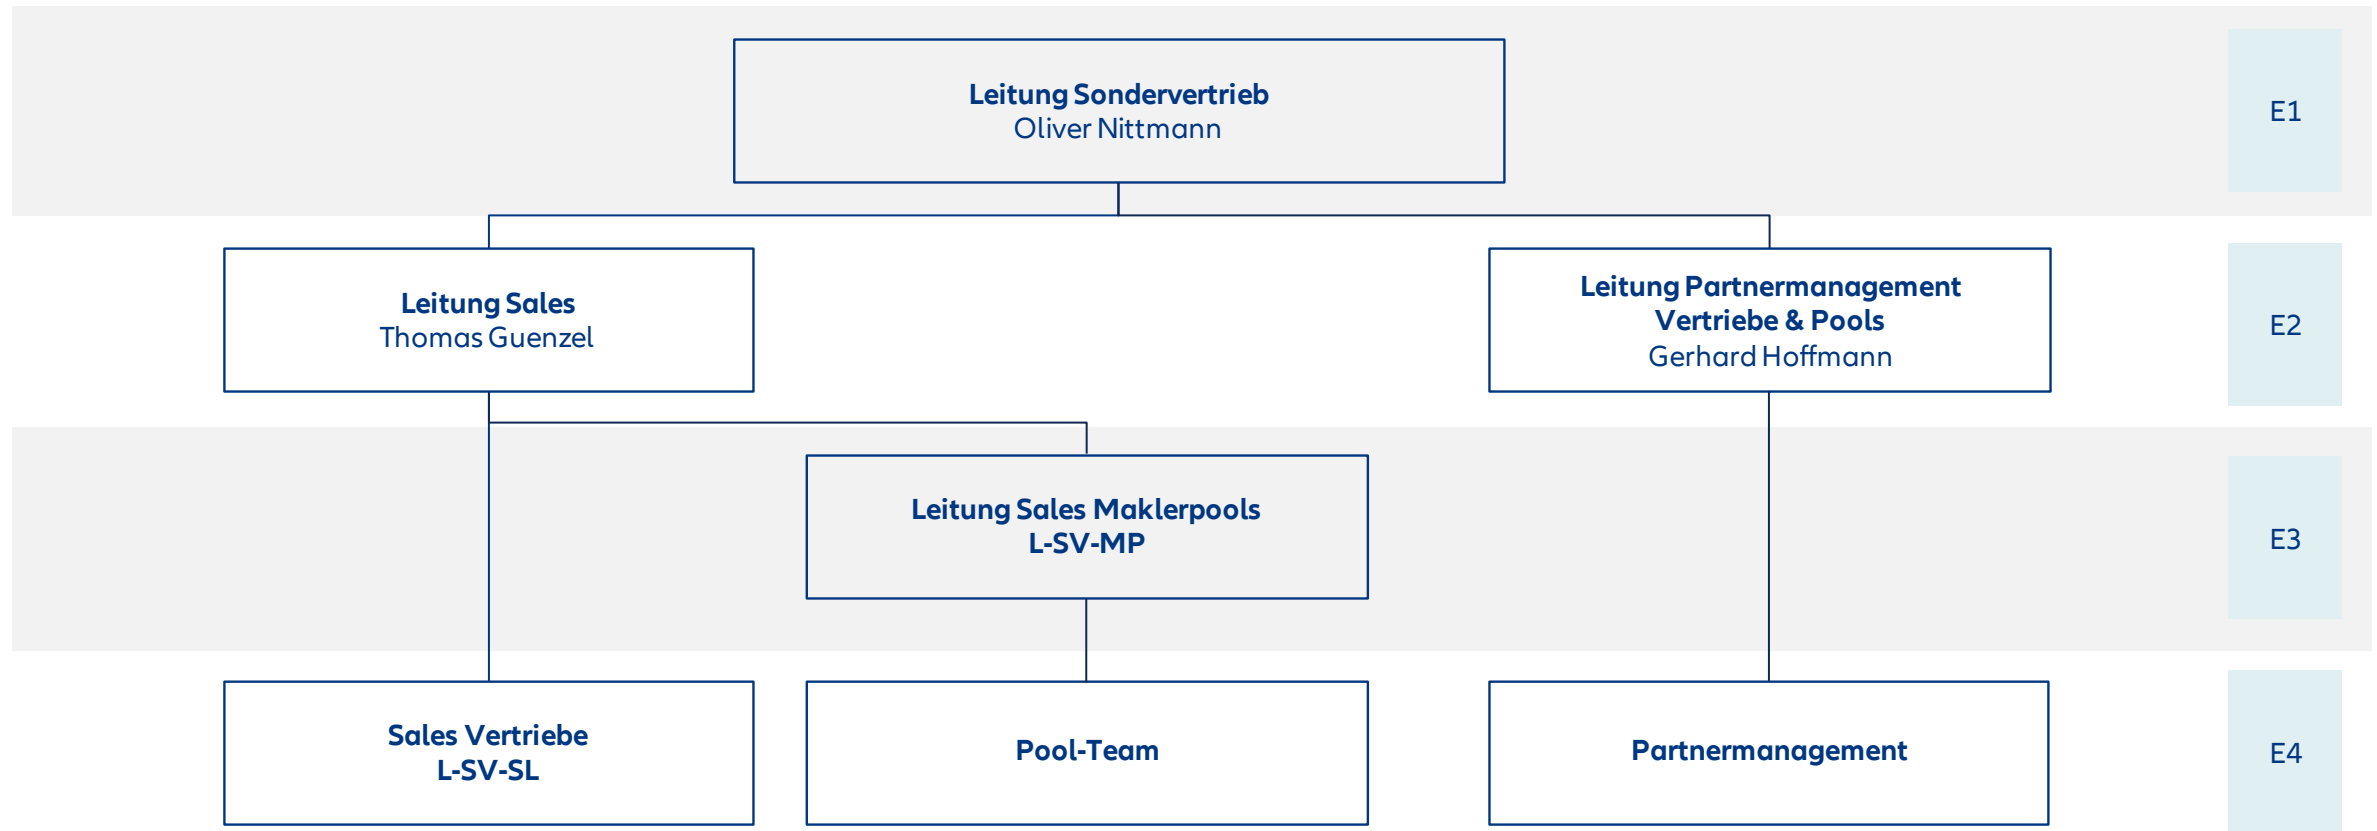 Leitung Sondervertrieb
Oliver Nittmann
E1
Leitung Sales
Thomas Guenzel
Leitung Partnermanagement
Vertriebe & Pools
Gerhard Hoffmann
E2
Leitung Sales Maklerpools
L-SV-MP
E3
Sales Vertriebe
L-SV-SL
Pool-Team
Partnermanagement
E4